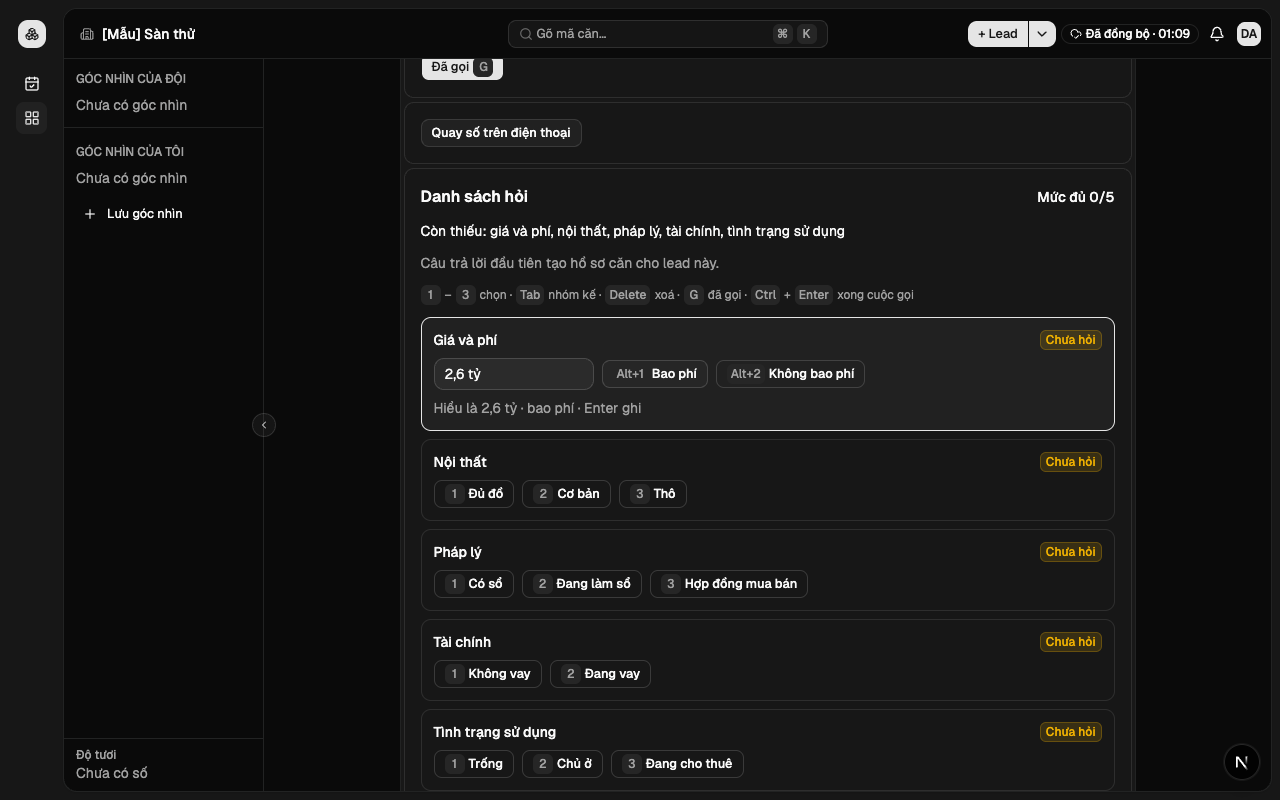 [Mẫu] Sàn thử
Gõ mã căn…
⌘ K
+ Lead
Đã đồng bộ · 01:09
DA
GÓC NHÌN CỦA ĐỘI
Chưa có góc nhìn
GÓC NHÌN CỦA TÔI
Chưa có góc nhìn
Lưu góc nhìn
Độ tươi
Chưa có số
Đã gọi G
Quay số trên điện thoại
Danh sách hỏi
Mức đủ 0/5
Còn thiếu: giá và phí, nội thất, pháp lý, tài chính, tình trạng sử dụng
Câu trả lời đầu tiên tạo hồ sơ căn cho lead này.
1 – 3 chọn · Tab nhóm kế · Delete xoá · G đã gọi · Ctrl + Enter xong cuộc gọi
Giá và phí
Chưa hỏi
2,6 tỷ
Alt+1 Bao phí
Alt+2 Không bao phí
Hiểu là 2,6 tỷ · bao phí · Enter ghi
Nội thất
Chưa hỏi
1 Đủ đồ
2 Cơ bản
3 Thô
Pháp lý
Chưa hỏi
1 Có sổ
2 Đang làm sổ
3 Hợp đồng mua bán
Tài chính
Chưa hỏi
1 Không vay
2 Đang vay
Tình trạng sử dụng
Chưa hỏi
1 Trống
2 Chủ ở
3 Đang cho thuê
N